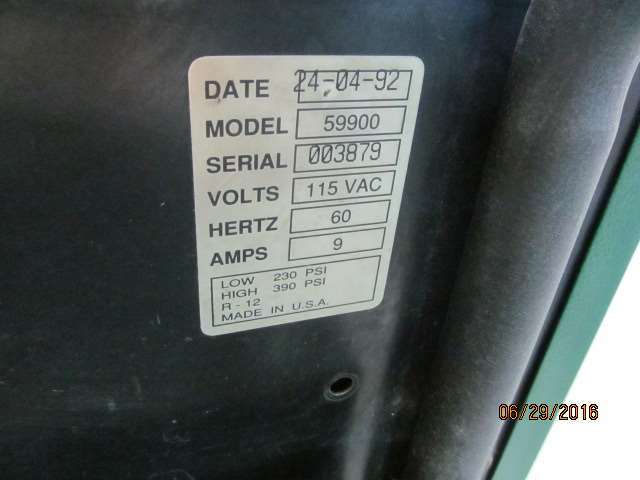 DATE 24-04-92
MODEL 59900
SERIAL 003879
VOLTS 115 VAC
HERTZ 60
AMPS 9
LOW 230 PSI
HIGH 390 PSI
R - 12
MADE IN U.S.A.
06/29/2016